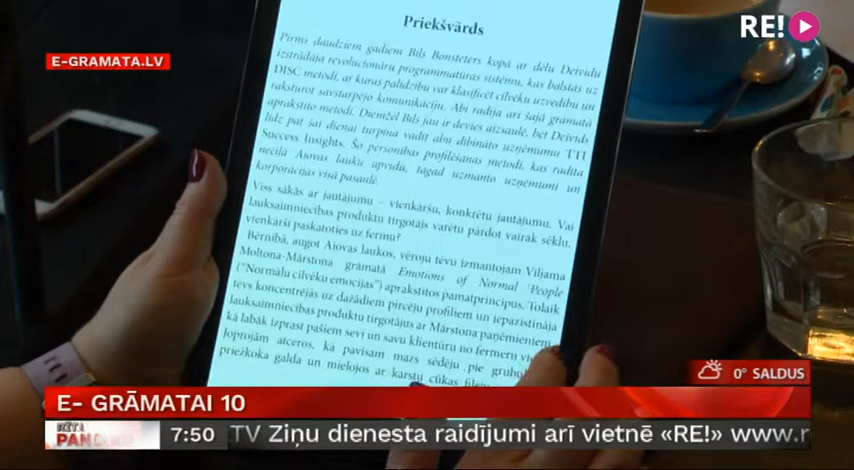 RE!
E-GRAMATA.LV
Priekšvārds
Pirms daudziem gadiem Bils Bonsteters kopā ar dēlu Deividu
izstrādāja revolucionāru programmatūras sistēmu, kas balstās uz
DISC metodi, ar kuras palīdzību var klasificēt cilvēku uzvedību un
raksturot savstarpējo komunikāciju. Abi radīja arī šajā grāmatā
aprakstīto metodi. Diemžēl Bils jau ir devies aizsaulē, bet Deivids
līdz pat šai dienai turpina vadīt abu dibināto uzņēmumu TTI
Success Insights. Šo personības profilēšanas metodi, kas radīta
necilā Aiovas lauku apvidū, tagad izmanto uzņēmumi un
korporācijas visā pasaulē.
Viss sākās ar jautājumu – vienkāršu, konkrētu jautājumu. Vai
lauksaimniecības produktu tirgotājs varētu pārdot vairāk sēklu,
vienkārši paskatoties uz fermu?
Bērnībā, augot Aiovas laukos, vēroju tēvu izmantojam Viljama
Moltona-Mārstona grāmatā Emotions of Normal People
("Normālu cilvēku emocijas") aprakstītos pamatprincipus. Tolaik
tēvs koncentrējās uz dažādiem pircēju profiliem un iepazīstināja
lauksaimniecības produktu tirgotājus ar Mārstona paņēmieniem,
kā labāk izprast pašiem sevi un savu klientūru no fermeru
Joprojām atceros, kā pavisam mazs sēdēju pie
priežkoka galda un mielojos ar karstu cūkas
0° SALDUS
E- GRĀMATAI 10
RĪTA
PANO
7:50 TV Ziņu dienesta raidījumi arī vietnē «RE!» www.r